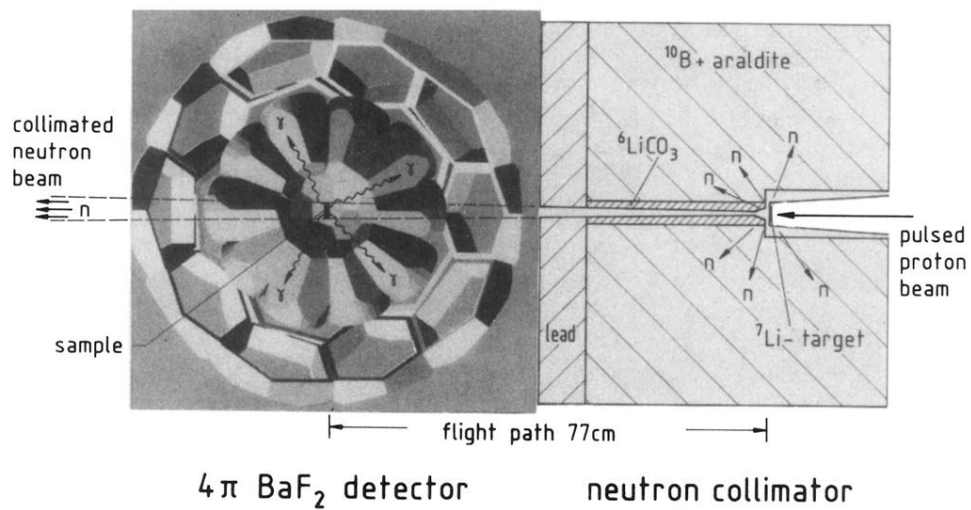 collimated
neutron
beam
n
sample
γ
γ
γ
γ
¹⁰B + araldite
⁶LiCO₃
n
n
n
n
n
n
n
pulsed
proton
beam
⁷Li - target
lead
flight path 77cm
4π BaF₂ detector
neutron collimator